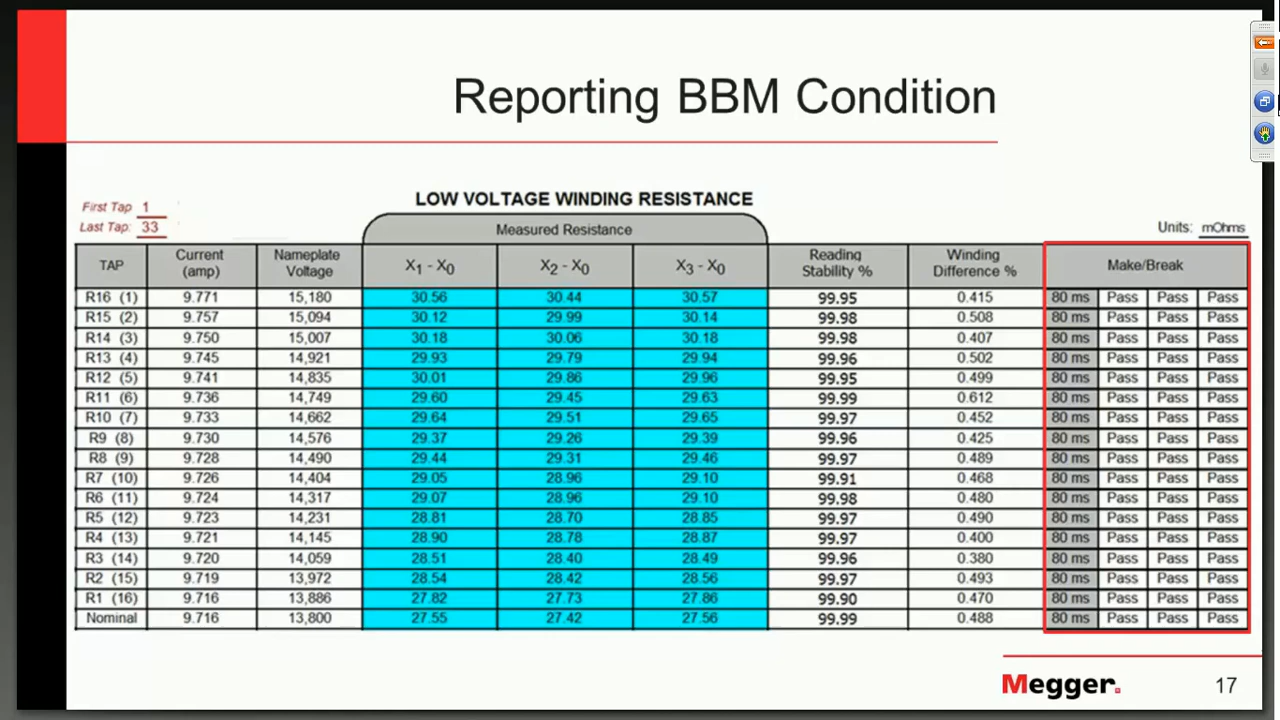 Reporting BBM Condition
LOW VOLTAGE WINDING RESISTANCE
First Tap 1
Last Tap: 33
Measured Resistance
Units: mOhms
TAP Current (amp) Nameplate Voltage X1 - X0 X2 - X0 X3 - X0 Reading Stability % Winding Difference % Make/Break
R16 (1) 9.771 15,180 30.56 30.44 30.57 99.95 0.415 80 ms Pass Pass Pass
R15 (2) 9.757 15,094 30.12 29.99 30.14 99.98 0.508 80 ms Pass Pass Pass
R14 (3) 9.750 15,007 30.18 30.06 30.18 99.98 0.407 80 ms Pass Pass Pass
R13 (4) 9.745 14,921 29.93 29.79 29.94 99.96 0.502 80 ms Pass Pass Pass
R12 (5) 9.741 14,835 30.01 29.86 29.96 99.95 0.499 80 ms Pass Pass Pass
R11 (6) 9.736 14,749 29.60 29.45 29.63 99.99 0.612 80 ms Pass Pass Pass
R10 (7) 9.733 14,662 29.64 29.51 29.65 99.97 0.452 80 ms Pass Pass Pass
R9 (8) 9.730 14,576 29.37 29.26 29.39 99.96 0.425 80 ms Pass Pass Pass
R8 (9) 9.728 14,490 29.44 29.31 29.46 99.97 0.489 80 ms Pass Pass Pass
R7 (10) 9.726 14,404 29.05 28.96 29.10 99.91 0.468 80 ms Pass Pass Pass
R6 (11) 9.724 14,317 29.07 28.96 29.10 99.98 0.480 80 ms Pass Pass Pass
R5 (12) 9.723 14,231 28.81 28.70 28.85 99.97 0.490 80 ms Pass Pass Pass
R4 (13) 9.721 14,145 28.90 28.78 28.87 99.97 0.400 80 ms Pass Pass Pass
R3 (14) 9.720 14,059 28.51 28.40 28.49 99.96 0.380 80 ms Pass Pass Pass
R2 (15) 9.719 13,972 28.54 28.42 28.56 99.97 0.493 80 ms Pass Pass Pass
R1 (16) 9.716 13,886 27.82 27.73 27.86 99.90 0.470 80 ms Pass Pass Pass
Nominal 9.716 13,800 27.55 27.42 27.56 99.99 0.488 80 ms Pass Pass Pass
Megger.
17